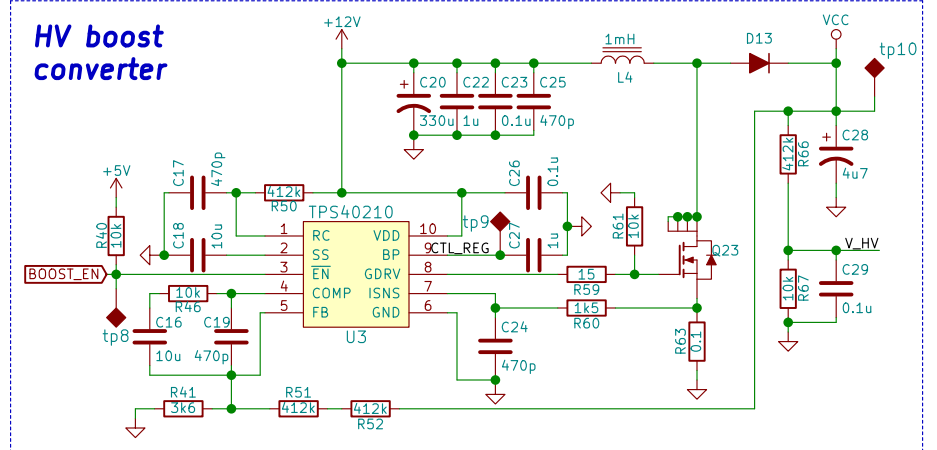 HV boost
converter
+12V
VCC
1mH
D13
tp10
L4
C20
C22
C23
C25
330u
1u
0.1u
470p
R66
412k
C28
4u7
C17
470p
+5V
412k
R50
C26
0.1u
TPS40210
tp9
R61
10k
R40
10k
C18
10u
1
RC
VDD
10
2
SS
BP
9
CTL_REG
C27
1u
Q23
V_HV
BOOST_EN
3
EN
GDRV
8
15
R59
R67
10k
C29
0.1u
4
COMP
ISNS
7
10k
R46
5
FB
GND
6
1k5
R60
tp8
C16
10u
C19
470p
U3
C24
470p
R63
0.1
R41
3k6
R51
412k
412k
R52